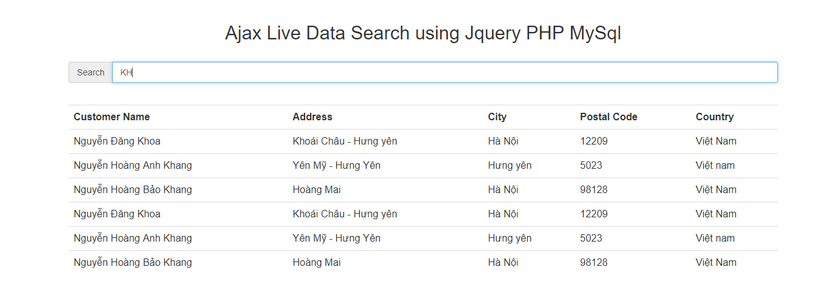 Ajax Live Data Search using Jquery PHP MySql
Search KH
Customer Name Address City Postal Code Country
Nguyễn Đăng Khoa Khoái Châu - Hưng yên Hà Nội 12209 Việt Nam
Nguyễn Hoàng Anh Khang Yên Mỹ - Hưng Yên Hưng yên 5023 Việt nam
Nguyễn Hoàng Bảo Khang Hoàng Mai Hà Nội 98128 Việt Nam
Nguyễn Đăng Khoa Khoái Châu - Hưng yên Hà Nội 12209 Việt Nam
Nguyễn Hoàng Anh Khang Yên Mỹ - Hưng Yên Hưng yên 5023 Việt nam
Nguyễn Hoàng Bảo Khang Hoàng Mai Hà Nội 98128 Việt Nam